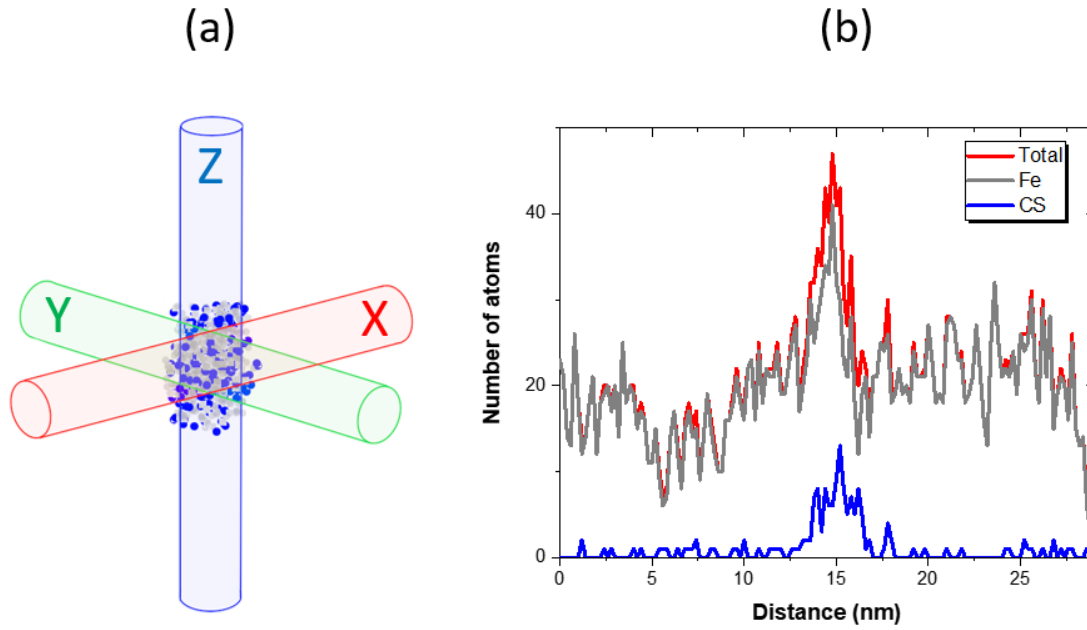 (a)
(b)
Z
Y
X
Number of atoms
40
20
0
Total
Fe
CS
0 5 10 15 20 25
Distance (nm)